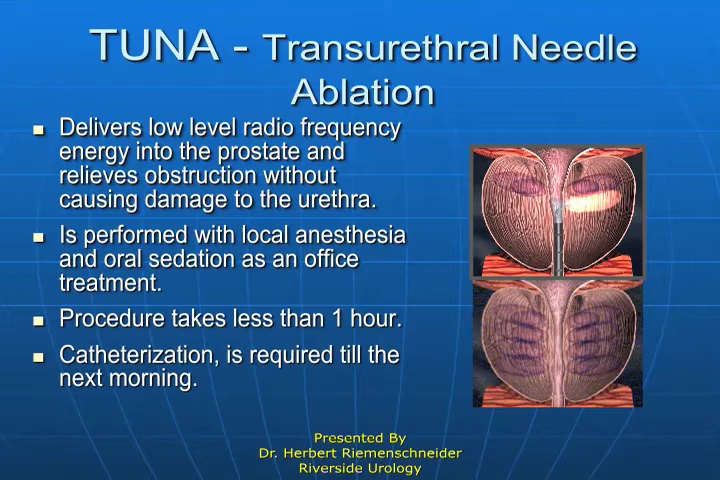 TUNA - Transurethral Needle
Ablation
Delivers low level radio frequency
energy into the prostate and
relieves obstruction without
causing damage to the urethra.
Is performed with local anesthesia
and oral sedation as an office
treatment.
Procedure takes less than 1 hour.
Catheterization, is required till the
next morning.
Presented By
Dr. Herbert Riemenschneider
Riverside Urology